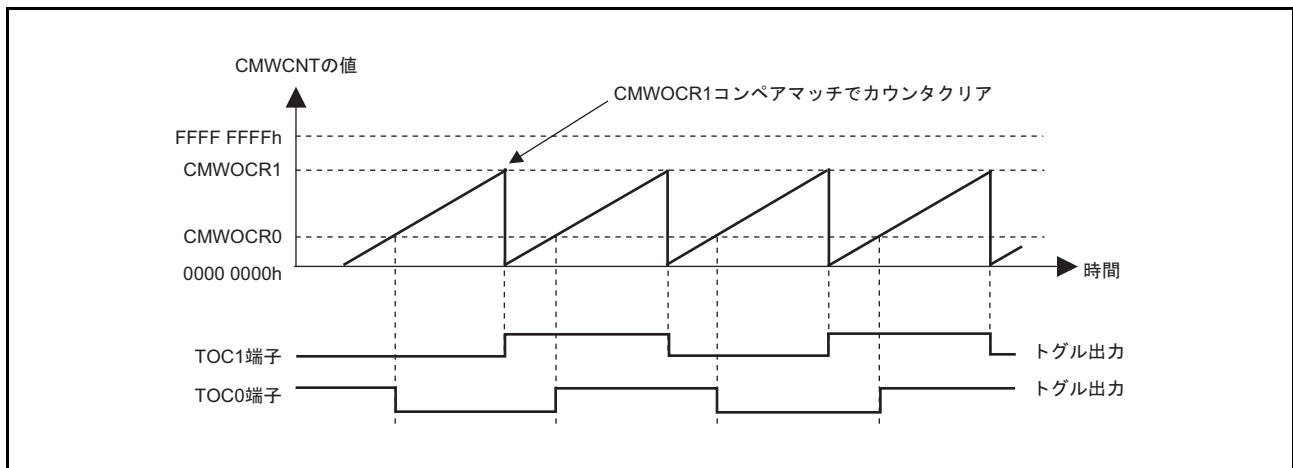 CMWCNTの値
CMWOCR1コンペアマッチでカウンタクリア
FFFF FFFFh
CMWOCR1
CMWOCR0
0000 0000h
時間
TOC1端子
トグル出力
TOC0端子
トグル出力